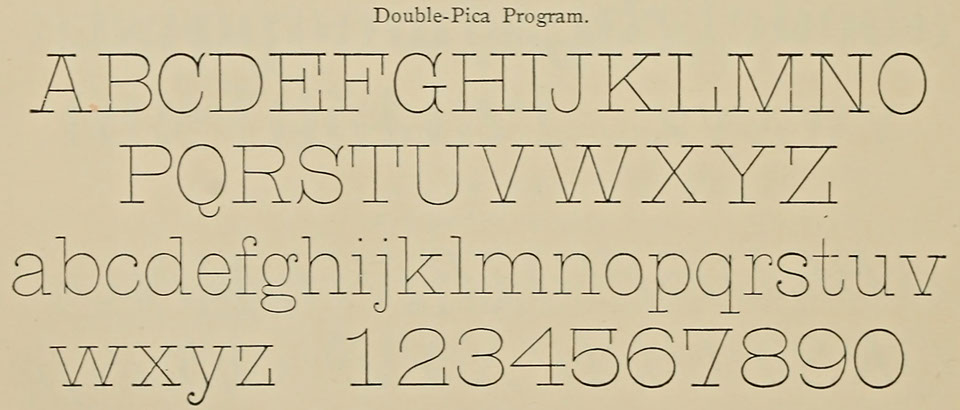 Double-Pica Program.
ABCDEFGHIJKLMNO
PQRSTUVWXYZ
abcdefghijklmnopqrstuv
wxyz 1234567890